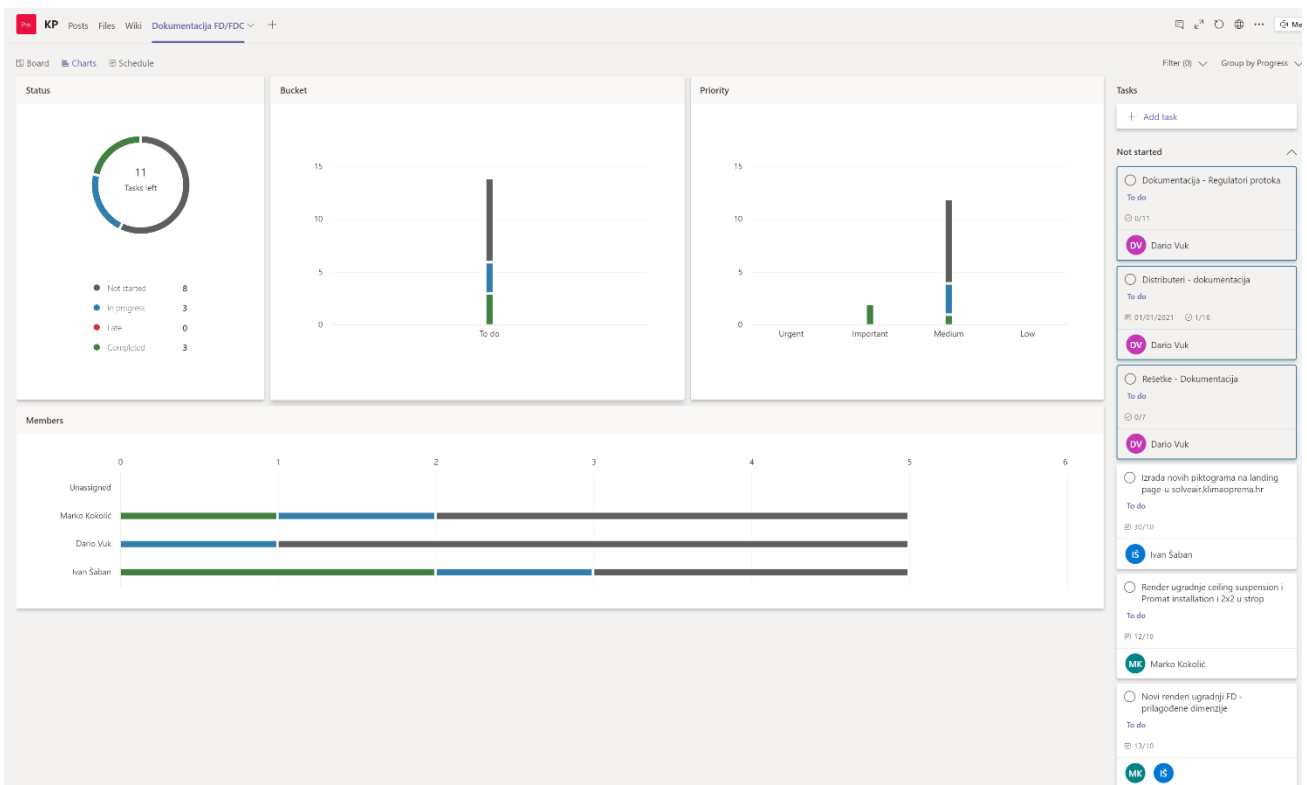 Pm KP Posts Files Wiki Dokumentacija FD/FDC
Me
Board Charts Schedule
Filter (0) Group by Progress
Status
11
Tasks left
Not started 8
In progress 3
Late 0
Completed 3
Bucket
15
10
5
0
To do
Priority
15
10
5
0
Urgent Important Medium Low
Members
0 1 2 3 4 5 6
Unassigned
Marko Kokolić
Dario Vuk
Ivan Šaban
Tasks
+ Add task
Not started
Dokumentacija - Regulatori protoka
To do
0/11
DV Dario Vuk
Distributeri - dokumentacija
To do
01/01/2021 1/16
DV Dario Vuk
Rešetke - Dokumentacija
To do
0/7
DV Dario Vuk
Izrada novih piktograma na landing
page-u solveair.klimaoprema.hr
To do
30/10
IŠ Ivan Šaban
Render ugradnje ceiling suspension i
Promat installation i 2x2 u strop
To do
12/10
MK Marko Kokolić
Novi renderi ugradnji FD -
prilagođene dimenzije
To do
13/10
MK IŠ